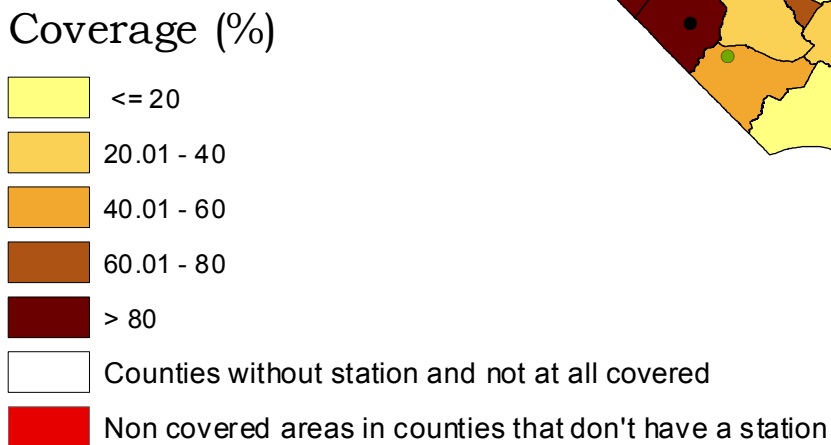 Coverage (%)
<= 20
20.01 - 40
40.01 - 60
60.01 - 80
> 80
Counties without station and not at all covered
Non covered areas in counties that don't have a station